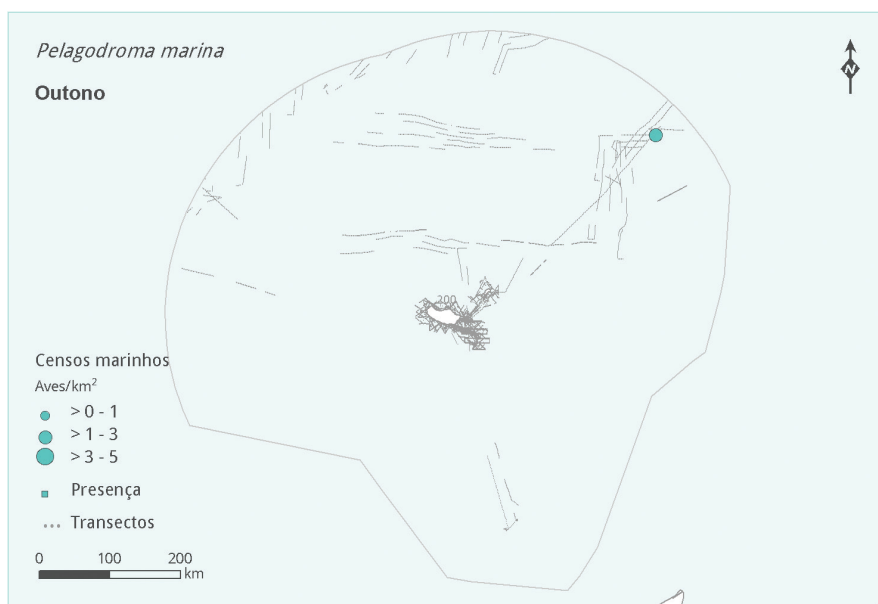 Pelagodroma marina
Outono
N
200
Censos marinhos
Aves/km²
> 0 - 1
> 1 - 3
> 3 - 5
Presença
Transectos
0 100 200
km